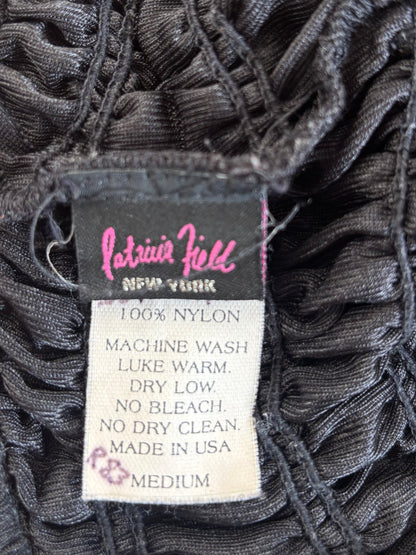 Patricia Field
NEW YORK
100% NYLON
MACHINE WASH
LUKE WARM.
DRY LOW.
NO BLEACH.
NO DRY CLEAN.
MADE IN USA
R83
MEDIUM